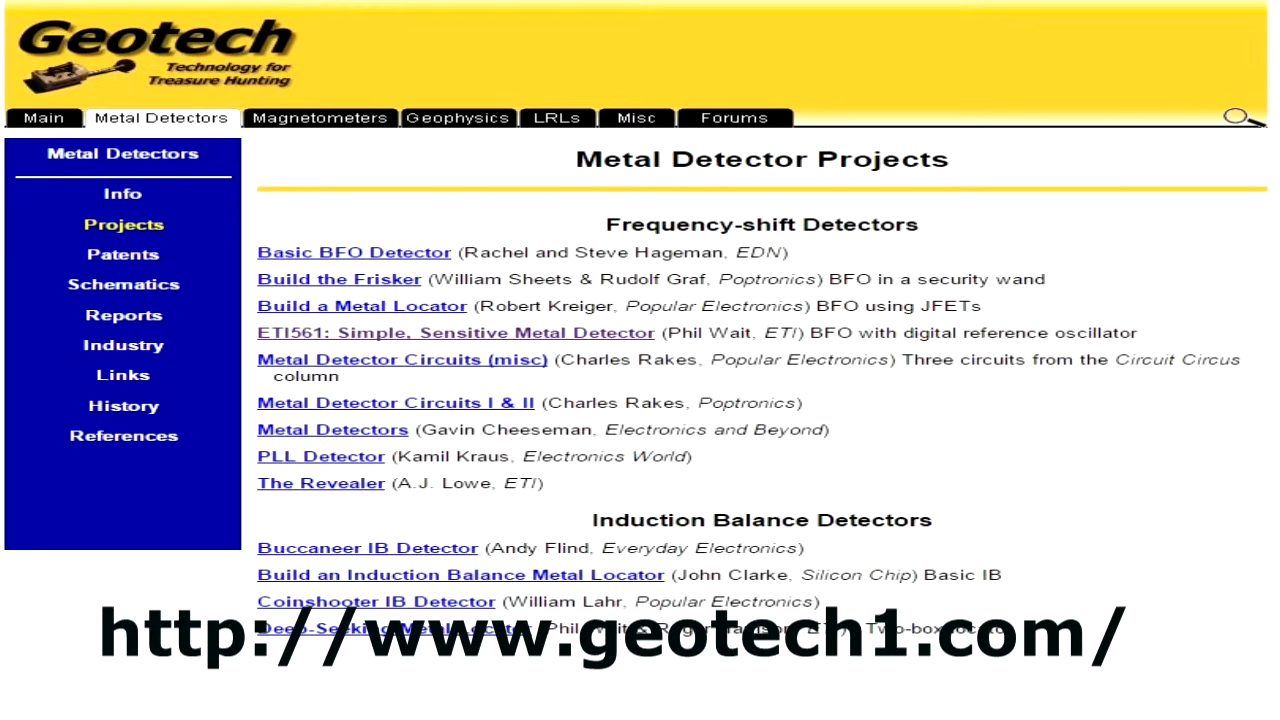 Geotech
Technology for
Treasure Hunting
Main
Metal Detectors
Magnetometers
Geophysics
LRLs
Misc
Forums
Metal Detectors
Info
Projects
Patents
Schematics
Reports
Industry
Links
History
References
Metal Detector Projects
Frequency-shift Detectors
Basic BFO Detector (Rachel and Steve Hageman, EDN)
Build the Frisker (William Sheets & Rudolf Graf, Poptronics) BFO in a security wand
Build a Metal Locator (Robert Kreiger, Popular Electronics) BFO using JFETs
ETI561: Simple, Sensitive Metal Detector (Phil Wait, ETI) BFO with digital reference oscillator
Metal Detector Circuits (misc) (Charles Rakes, Popular Electronics) Three circuits from the Circuit Circus
column
Metal Detector Circuits I & II (Charles Rakes, Poptronics)
Metal Detectors (Gavin Cheeseman, Electronics and Beyond)
PLL Detector (Kamil Kraus, Electronics World)
The Revealer (A.J. Lowe, ETI)
Induction Balance Detectors
Buccaneer IB Detector (Andy Flind, Everyday Electronics)
Build an Induction Balance Metal Locator (John Clarke, Silicon Chip) Basic IB
Coinshooter IB Detector (William Lahr, Popular Electronics)
Deep-Seeking Metal Locator
http://www.geotech1.com/